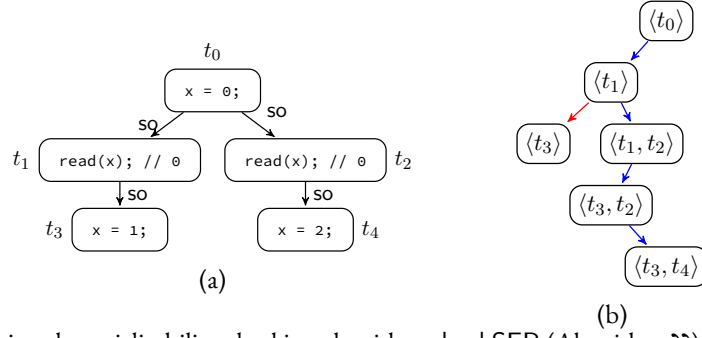 t₀
x = 0;
so
so
t₁
read(x); // 0
read(x); // 0
t₂
so
so
t₃
x = 1;
x = 2;
t₄
(a)
⟨t₀⟩
⟨t₁⟩
⟨t₃⟩
⟨t₁, t₂⟩
⟨t₃, t₂⟩
⟨t₃, t₄⟩
(b)